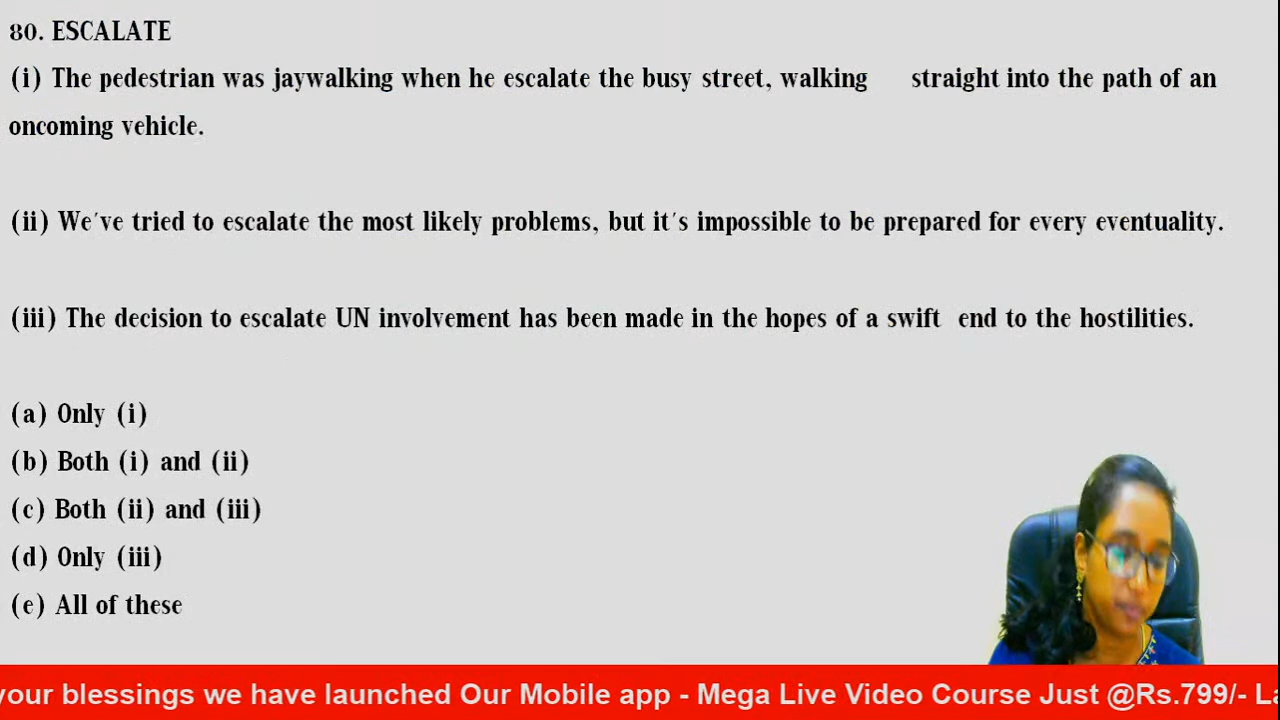 80. ESCALATE
(i) The pedestrian was jaywalking when he escalate the busy street, walking straight into the path of an
oncoming vehicle.
(ii) We've tried to escalate the most likely problems, but it's impossible to be prepared for every eventuality.
(iii) The decision to escalate UN involvement has been made in the hopes of a swift end to the hostilities.
(a) Only (i)
(b) Both (i) and (ii)
(c) Both (ii) and (iii)
(d) Only (iii)
(e) All of these
your blessings we have launched Our Mobile app - Mega Live Video Course Just @Rs.799/-